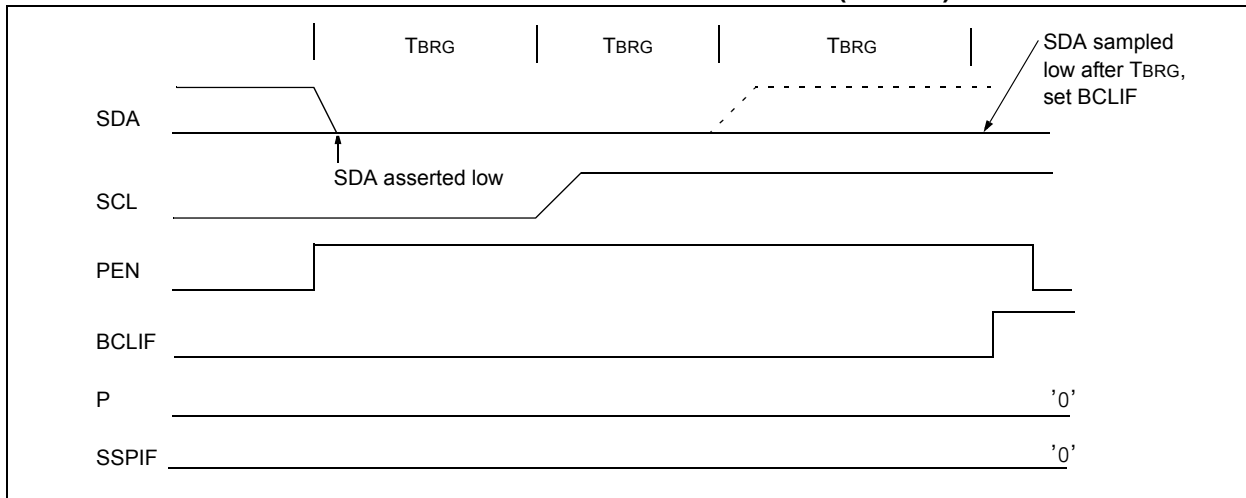 TBRG TBRG TBRG
SDA sampled
low after TBRG,
set BCLIF
SDA
SDA asserted low
SCL
PEN
BCLIF
P '0'
SSPIF '0'